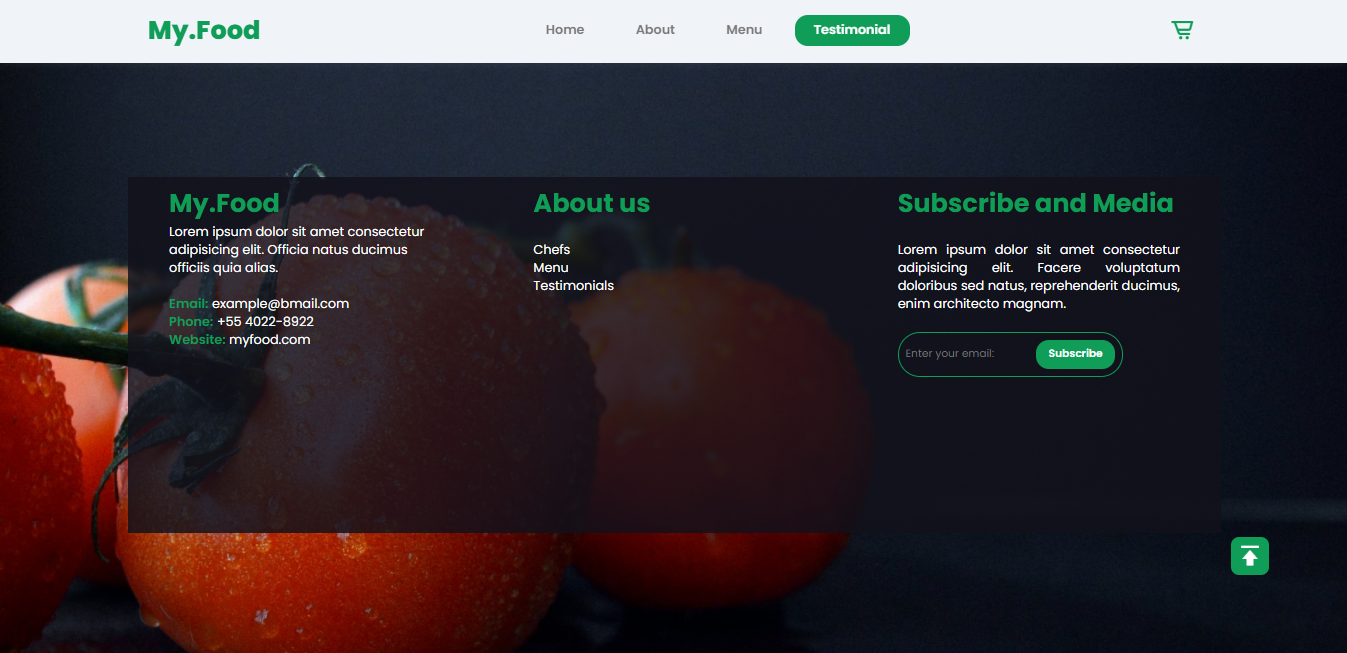 My.Food
Home
About
Menu
Testimonial
My.Food
Lorem ipsum dolor sit amet consectetur
adipisicing elit. Officia natus ducimus
officiis quia alias.
Email: example@bmail.com
Phone: +55 4022-8922
Website: myfood.com
About us
Chefs
Menu
Testimonials
Subscribe and Media
Lorem ipsum dolor sit amet consectetur
adipisicing elit. Facere voluptatum
doloribus sed natus, reprehenderit ducimus,
enim architecto magnam.
Enter your email:
Subscribe